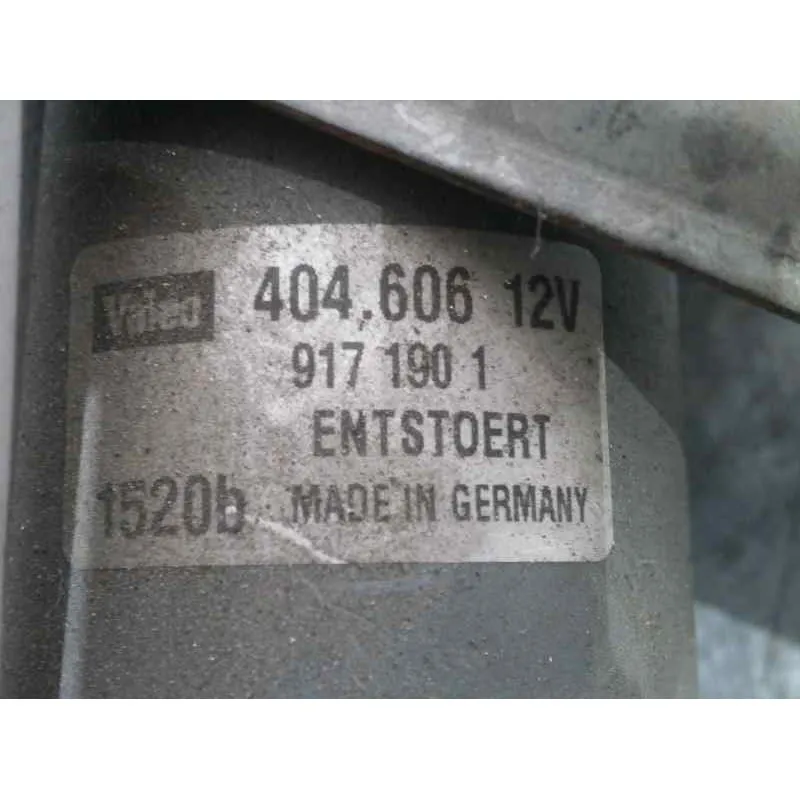 Valeo 404.606 12V
917 190 1
ENTSTOERT
1520b MADE IN GERMANY